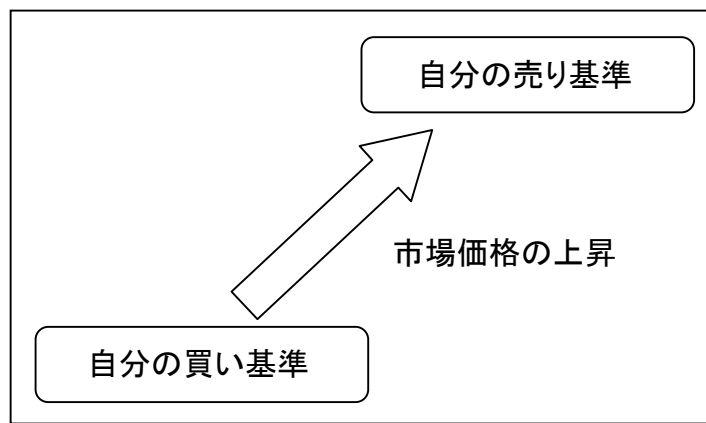 自分の売り基準
市場価格の上昇
自分の買い基準